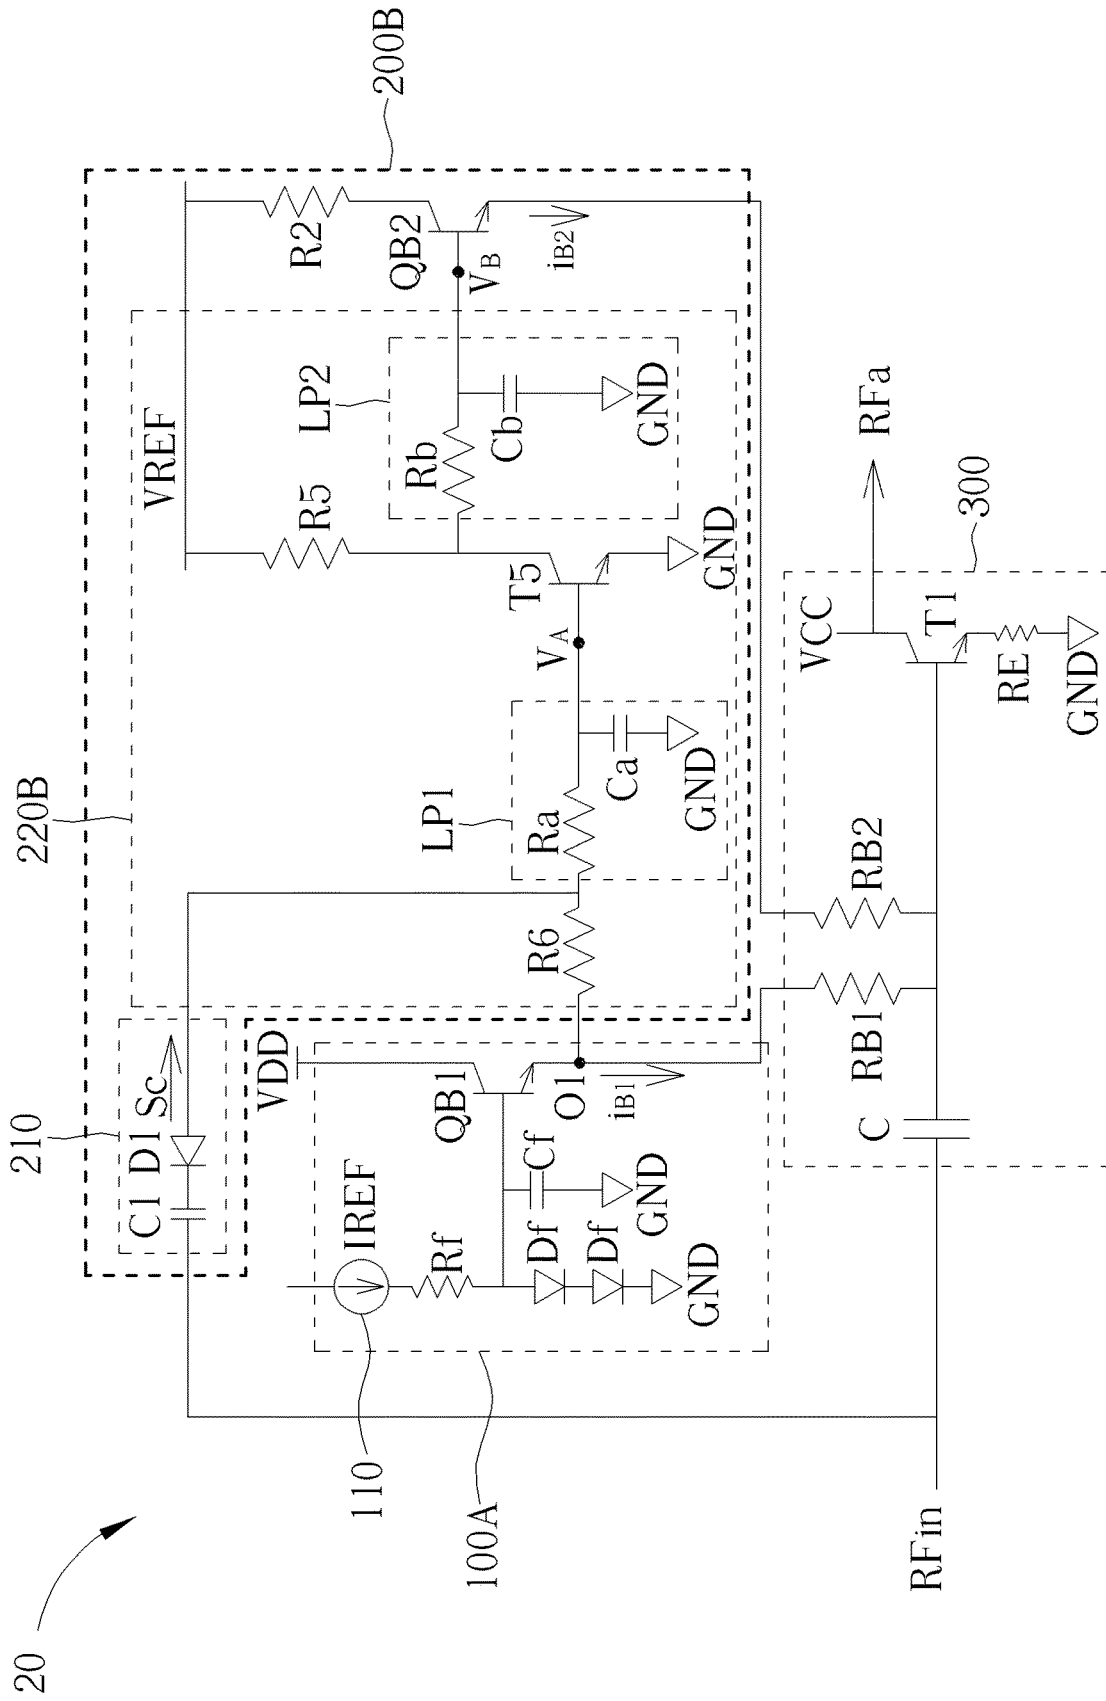 20
220B
200B
210
C1
D1
Sc
VREF
R2
R5
LP2
QB2
VB
iB2
Rb
Cb
GND
T5
VA
GND
LP1
Ra
Ca
GND
R6
VDD
QB1
O1
iB1
IREF
Rf
Cf
GND
Df
Df
GND
110
100A
RFin
C
RB1
RB2
VCC
T1
RE
GND
RFa
300